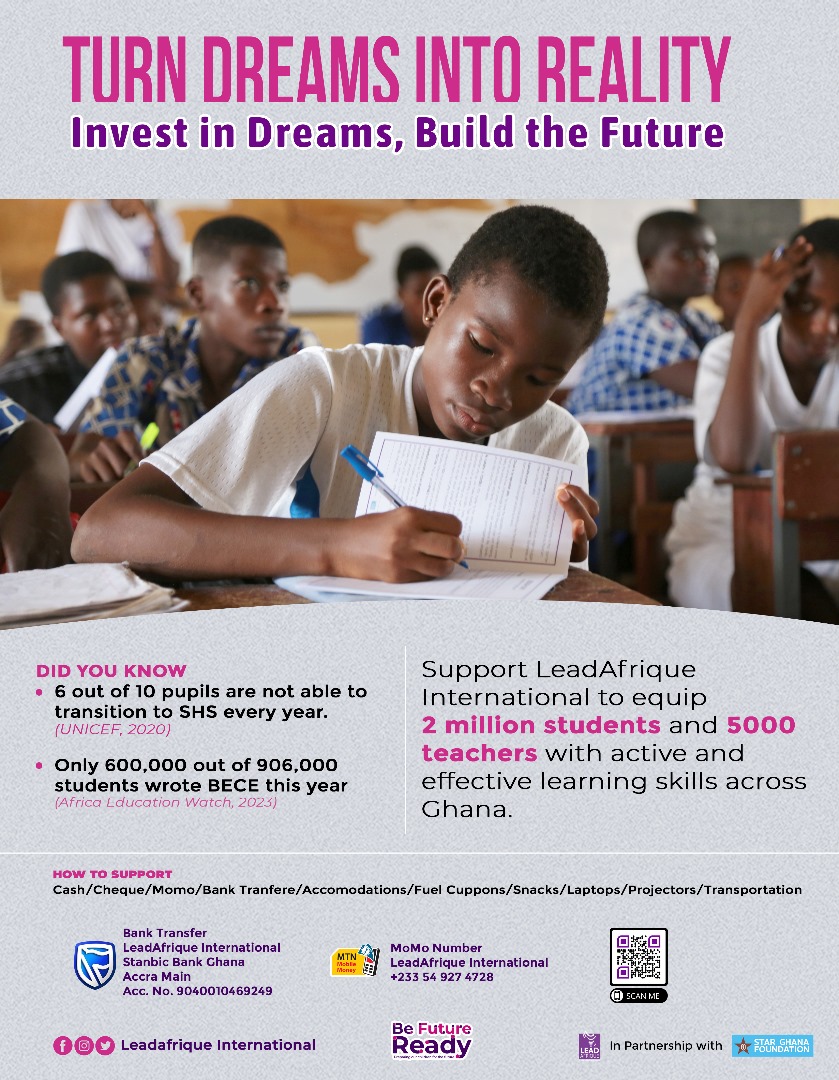 TURN DREAMS INTO REALITY
Invest in Dreams, Build the Future
DID YOU KNOW
• 6 out of 10 pupils are not able to
transition to SHS every year.
(UNICEF, 2020)
• Only 600,000 out of 906,000
students wrote BECE this year
(Africa Education Watch, 2023)
Support LeadAfrique
International to equip
2 million students and 5000
teachers with active and
effective learning skills across
Ghana.
HOW TO SUPPORT
Cash/Cheque/Momo/Bank Tranfere/Accomodations/Fuel Cuppons/Snacks/Laptops/Projectors/Transportation
Bank Transfer
LeadAfrique International
Stanbic Bank Ghana
Accra Main
Acc. No. 9040010469249
MTN
Mobile
Money
MoMo Number
LeadAfrique International
+233 54 927 4728
SCAN ME
Leadafrique International
Be Future
Ready
LEAD
In Partnership with
STAR GHANA
FOUNDATION